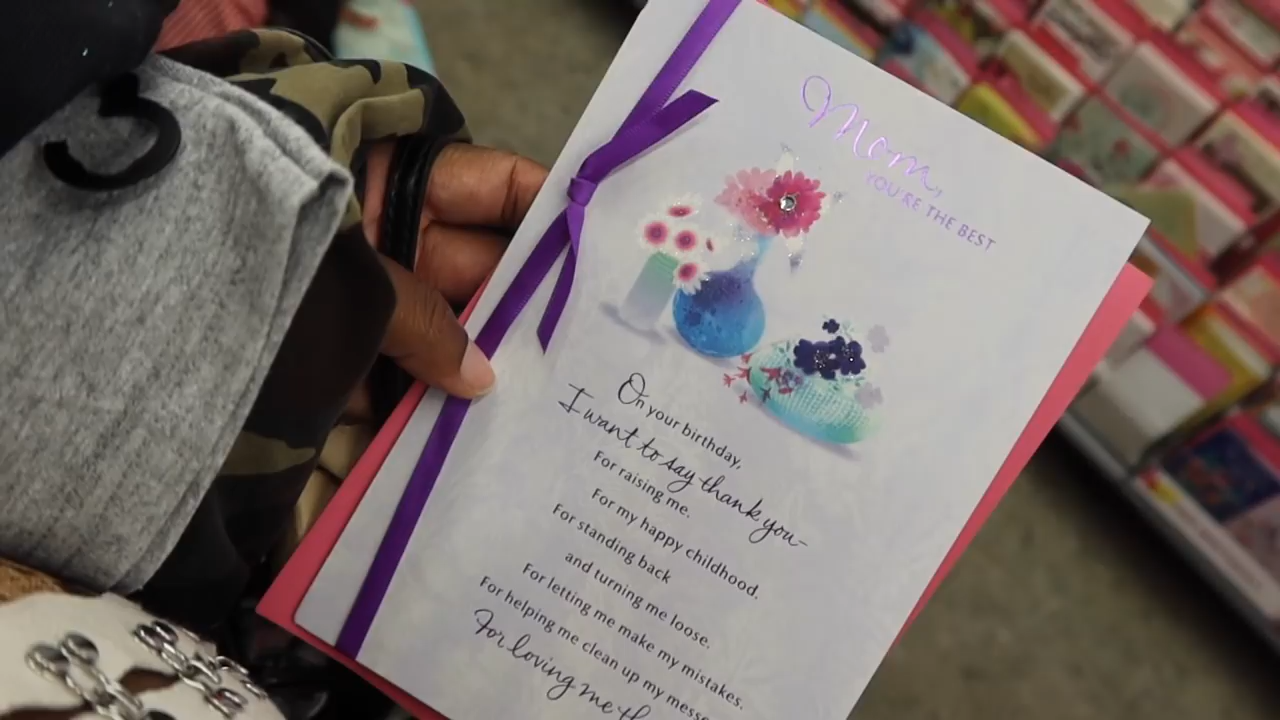 Mom,
YOU'RE THE BEST
On your birthday,
I want to say thank you-
For raising me.
For my happy childhood.
For standing back
and turning me loose.
For letting me make my mistakes.
For helping me clean up my
For loving me